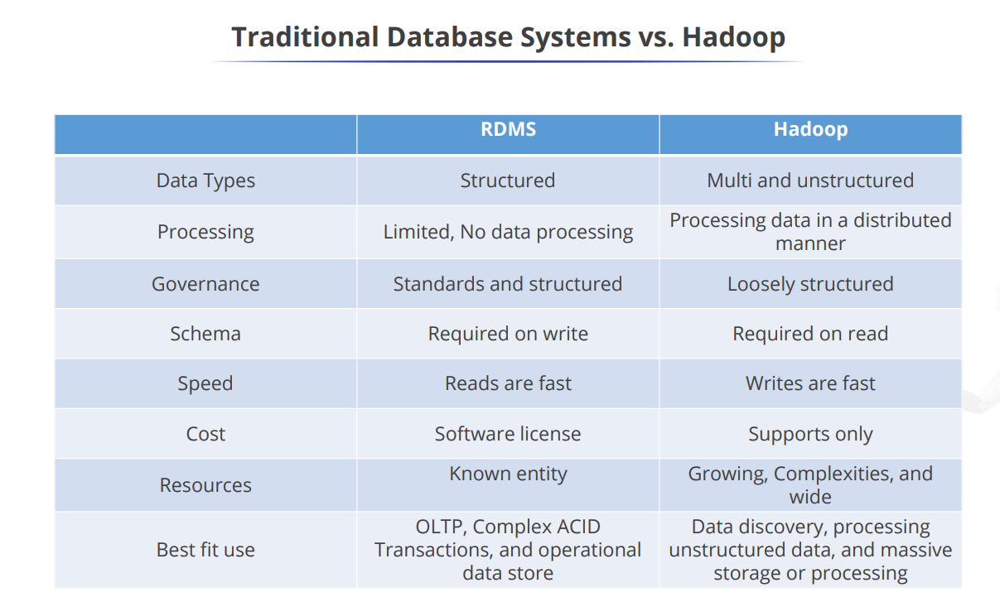 Traditional Database Systems vs. Hadoop
RDMS
Hadoop
Data Types
Structured
Multi and unstructured
Processing
Limited, No data processing
Processing data in a distributed
manner
Governance
Standards and structured
Loosely structured
Schema
Required on write
Required on read
Speed
Reads are fast
Writes are fast
Cost
Software license
Supports only
Resources
Known entity
Growing, Complexities, and
wide
Best fit use
OLTP, Complex ACID
Transactions, and operational
data store
Data discovery, processing
unstructured data, and massive
storage or processing